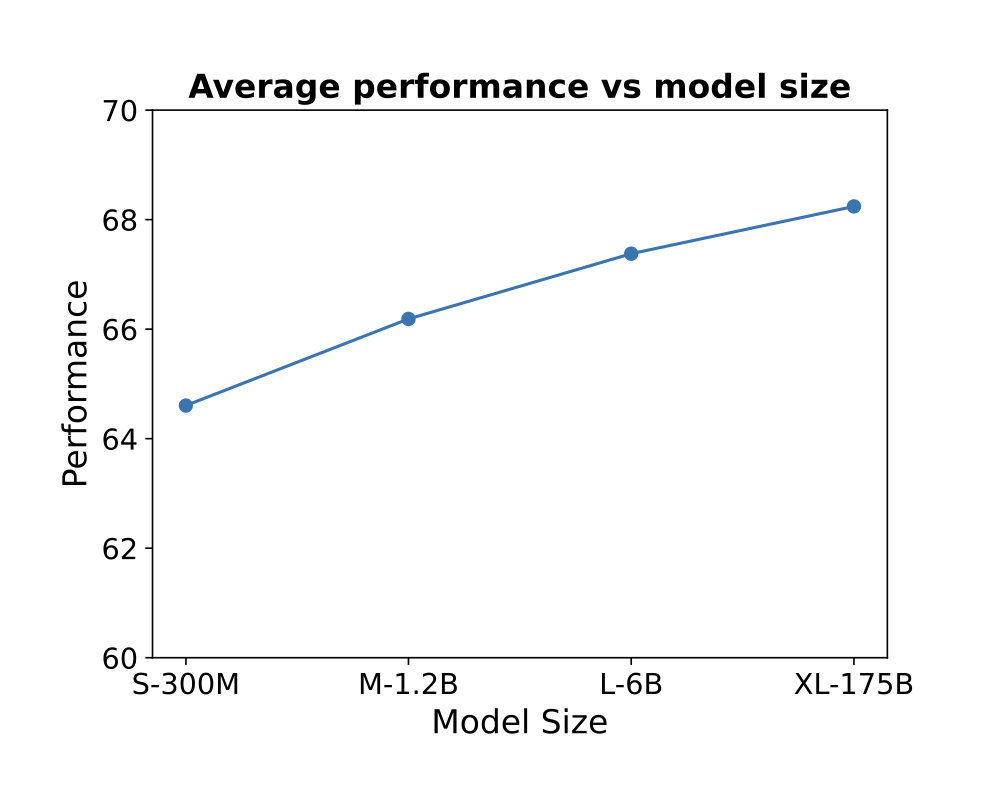 Average performance vs model size
70
68
66
64
62
60
Performance
S-300M M-1.2B L-6B XL-175B
Model Size